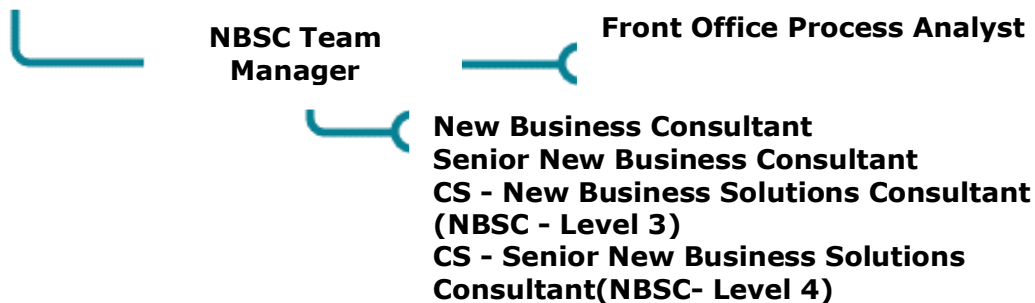 NBSC Team
Manager
Front Office Process Analyst
New Business Consultant
Senior New Business Consultant
CS - New Business Solutions Consultant
(NBSC - Level 3)
CS - Senior New Business Solutions
Consultant(NBSC- Level 4)